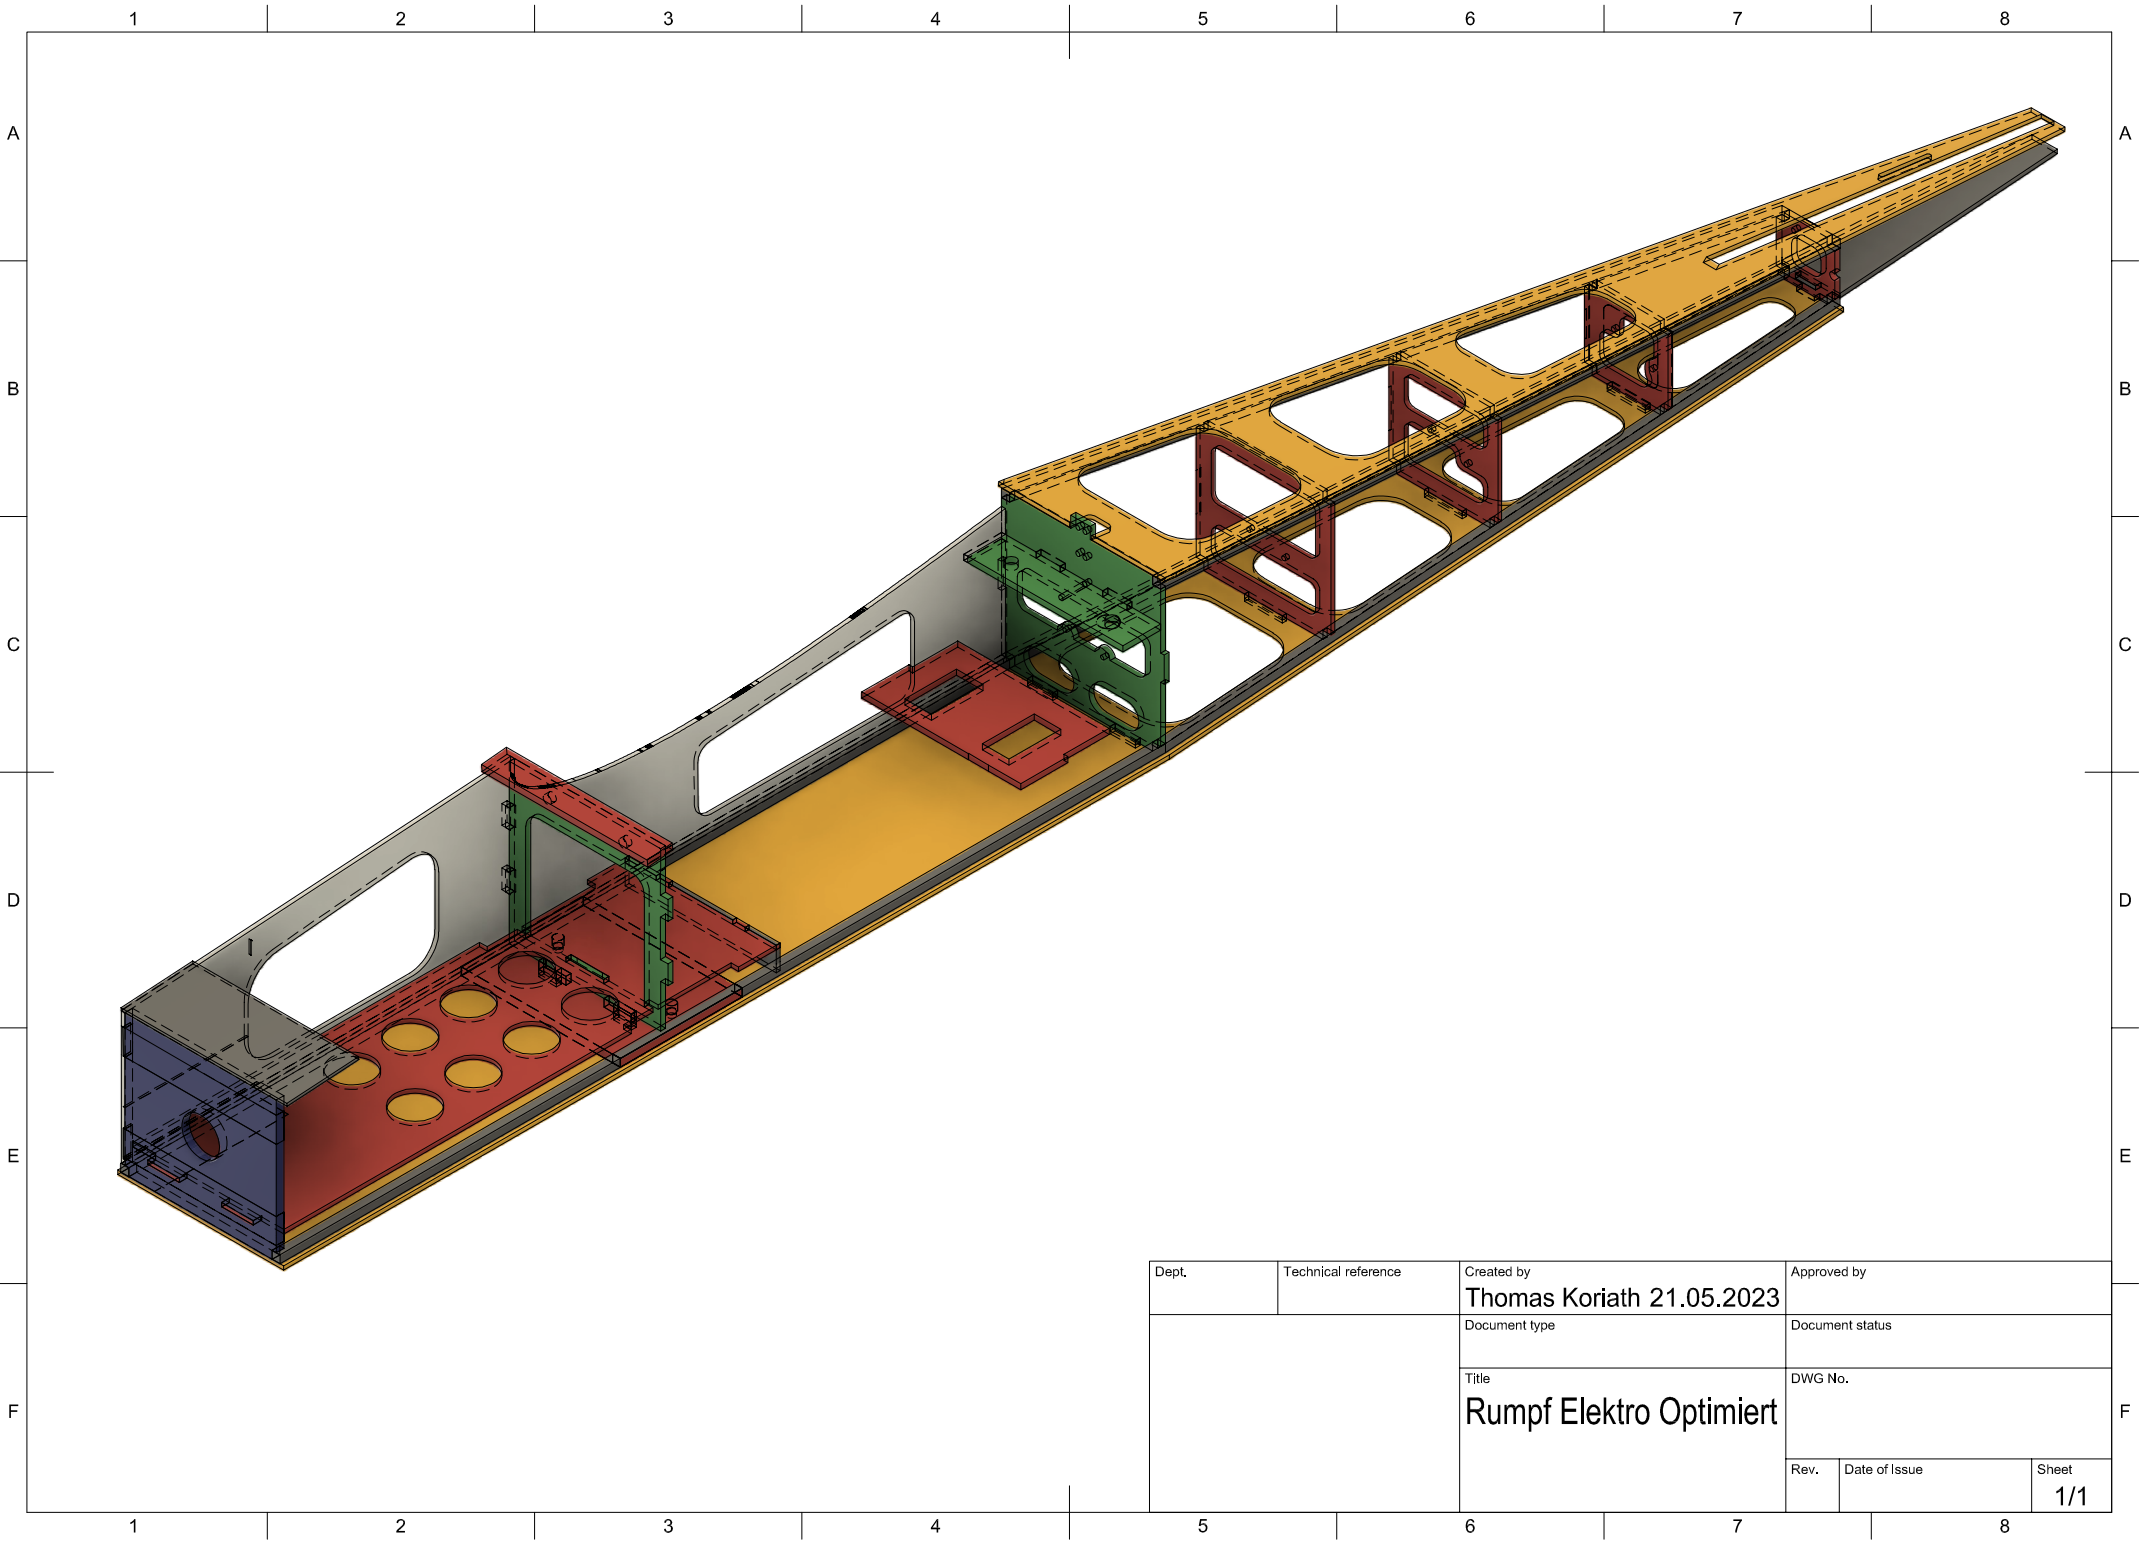 1 2 3 4 5 6 7 8
A A
B B
C C
D D
E E
Dept. Technical reference Created by Approved by
Thomas Koriath 21.05.2023
Document type Document status
Title DWG No.
Rumpf Elektro Optimiert
F F
Rev. Date of Issue Sheet
1/1
1 2 3 4 5 6 7 8